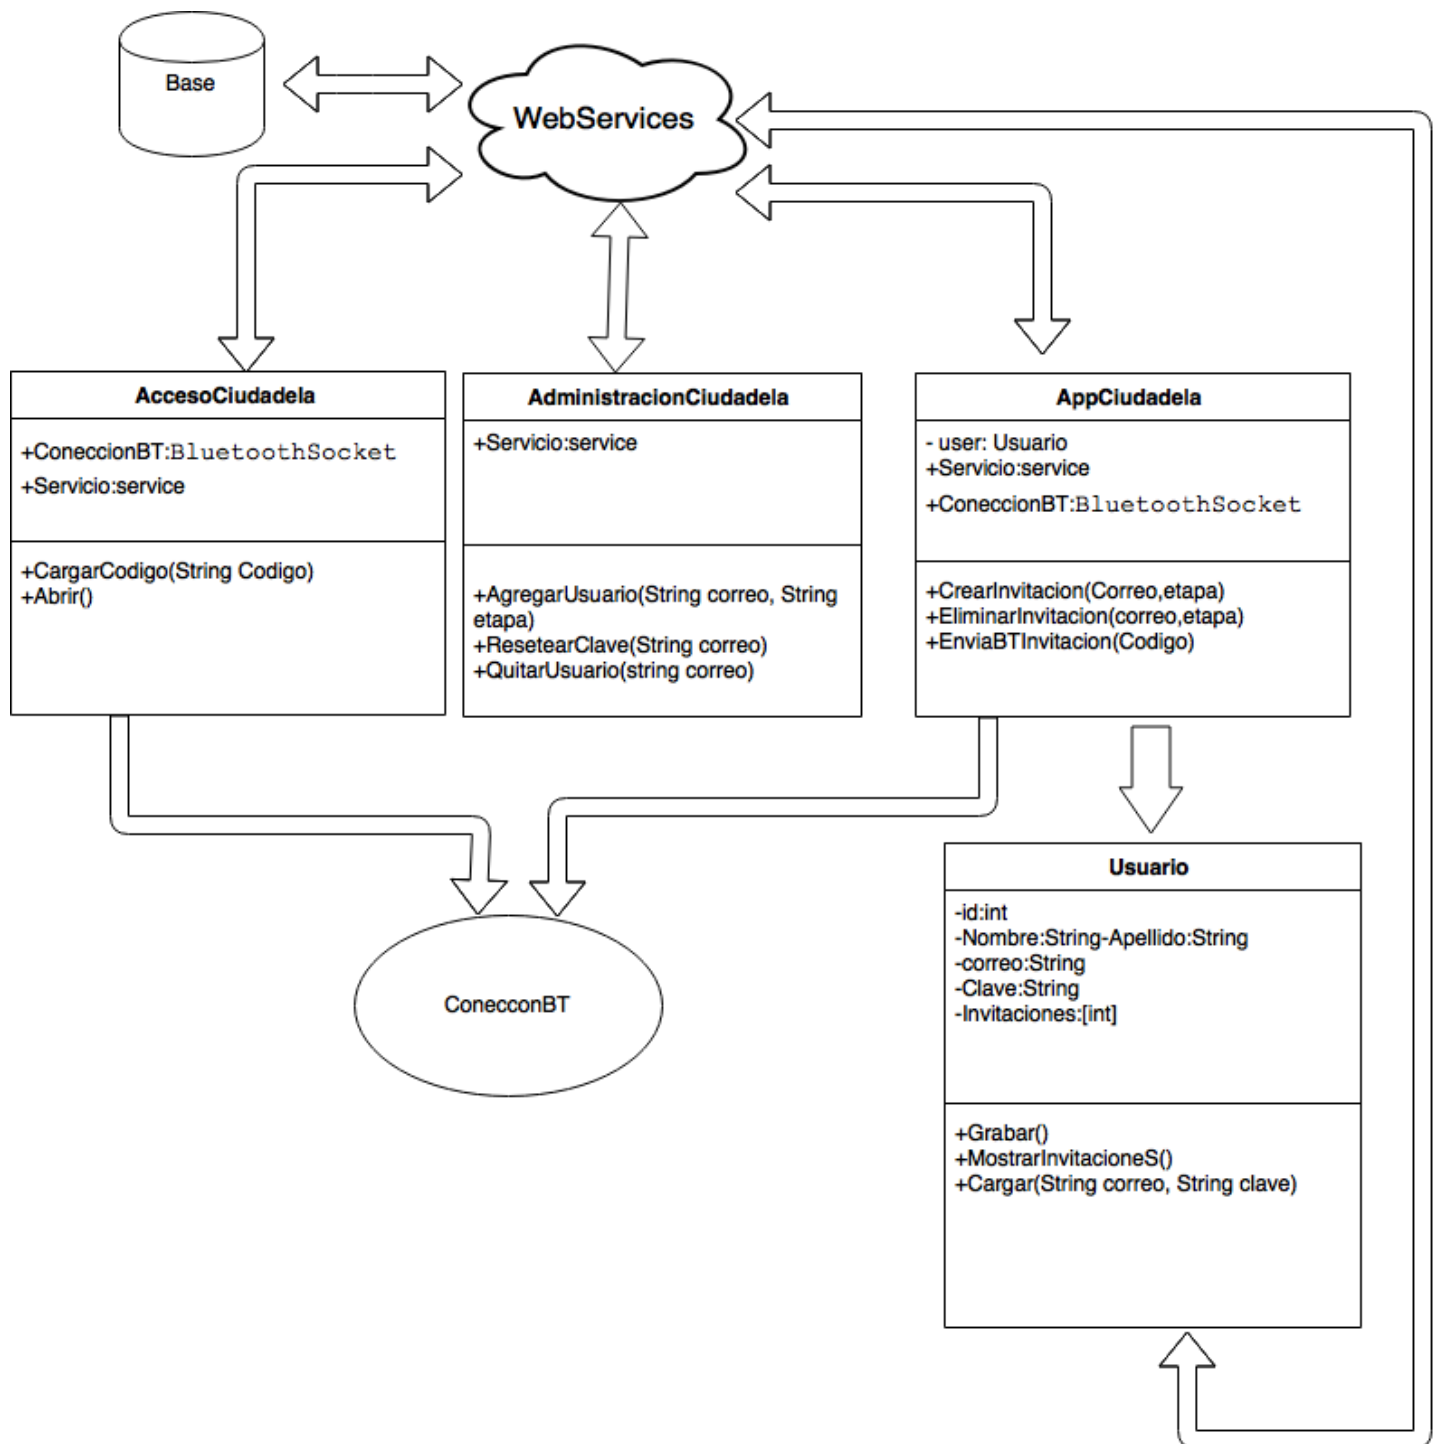 Base
WebServices
AccesoCiudadela
+ConeccionBT:BluetoothSocket
+Servicio:service
+CargarCodigo(String Codigo)
+Abrir()
AdministracionCiudadela
+Servicio:service
+AgregarUsuario(String correo, String
etapa)
+ResetearClave(String correo)
+QuitarUsuario(string correo)
AppCiudadela
- user: Usuario
+Servicio:service
+ConeccionBT:BluetoothSocket
+CrearInvitacion(Correo,etapa)
+EliminarInvitacion(correo,etapa)
+EnviaBTInvitacion(Codigo)
ConecconBT
Usuario
-id:int
-Nombre:String-Apellido:String
-correo:String
-Clave:String
-Invitaciones:[int]
+Grabar()
+MostrarInvitacioneS()
+Cargar(String correo, String clave)